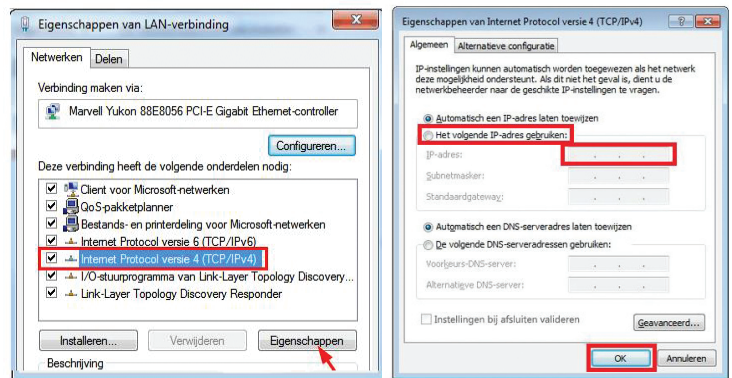 Eigenschappen van LAN-verbinding
Netwerken Delen
Verbinding maken via:
Marvell Yukon 88E8056 PCI-E Gigabit Ethernet-controller
Configureren...
Deze verbinding heeft de volgende onderdelen nodig:
Client voor Microsoft-netwerken
QoS-pakketplanner
Bestands- en printerdeling voor Microsoft-netwerken
Internet Protocol versie 6 (TCP/IPv6)
Internet Protocol versie 4 (TCP/IPv4)
I/O-stuurprogramma van Link-Layer Topology Discovery...
Link-Layer Topology Discovery Responder
Installeren... Verwijderen Eigenschappen
Beschrijving
Eigenschappen van Internet Protocol versie 4 (TCP/IPv4)
Algemeen Alternatieve configuratie
IP-instellingen kunnen automatisch worden toegewezen als het netwerk
deze mogelijkheid ondersteunt. Als dit niet het geval is, dient u de
netwerkbeheerder naar de geschikte IP-instellingen te vragen.
Automatisch een IP-adres laten toewijzen
Het volgende IP-adres gebruiken:
IP-adres:
Subnetmasker:
Standaardgateway:
Automatisch een DNS-serveradres laten toewijzen
De volgende DNS-serveradressen gebruiken:
Voorkeurs-DNS-server:
Alternatieve DNS-server:
Instellingen bij afsluiten valideren
Geavanceerd...
OK Annuleren